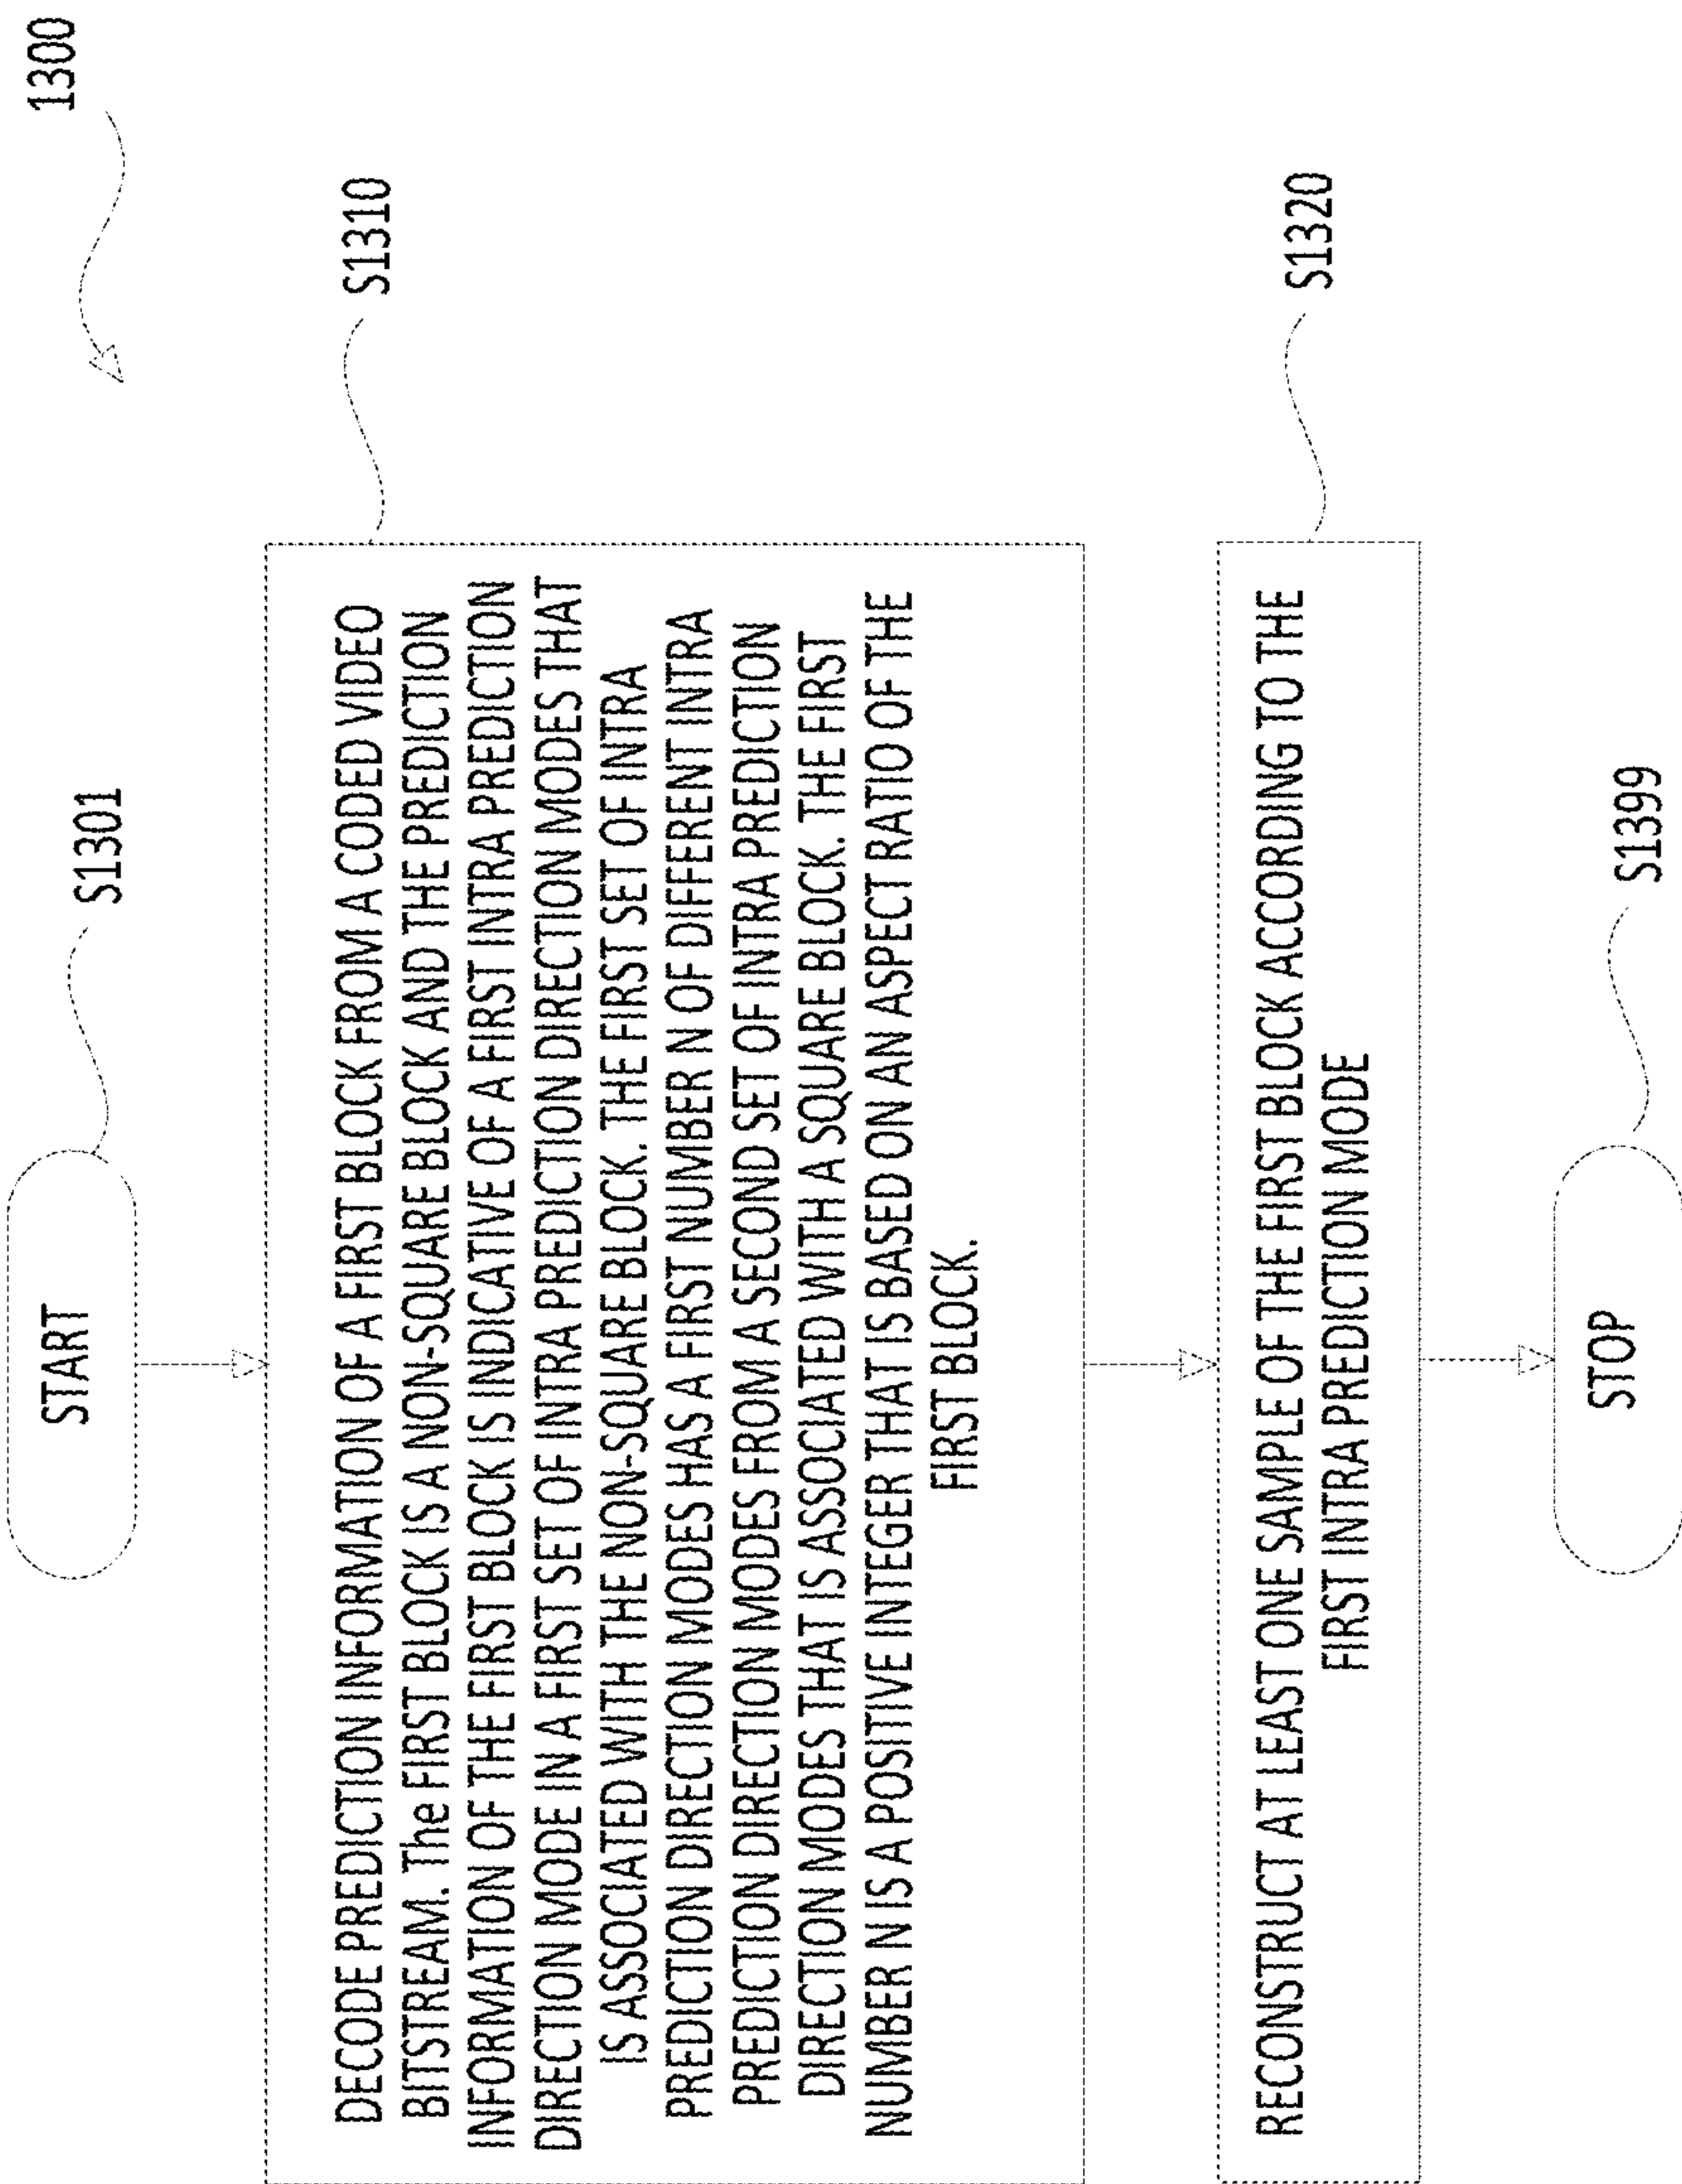 1300
START
S1301
DECODE PREDICTION INFORMATION OF A FIRST BLOCK FROM A CODED VIDEO
BITSTREAM. The FIRST BLOCK IS A NON-SQUARE BLOCK AND THE PREDICTION
INFORMATION OF THE FIRST BLOCK IS INDICATIVE OF A FIRST INTRA PREDICTION
DIRECTION MODE IN A FIRST SET OF INTRA PREDICTION DIRECTION MODES THAT
IS ASSOCIATED WITH THE NON-SQUARE BLOCK. THE FIRST SET OF INTRA
PREDICTION DIRECTION MODES HAS A FIRST NUMBER N OF DIFFERENT INTRA
PREDICTION DIRECTION MODES FROM A SECOND SET OF INTRA PREDICTION
DIRECTION MODES THAT IS ASSOCIATED WITH A SQUARE BLOCK. THE FIRST
NUMBER N IS A POSITIVE INTEGER THAT IS BASED ON AN ASPECT RATIO OF THE
FIRST BLOCK.
S1310
RECONSTRUCT AT LEAST ONE SAMPLE OF THE FIRST BLOCK ACCORDING TO THE
FIRST INTRA PREDICTION MODE
S1320
STOP
S1399